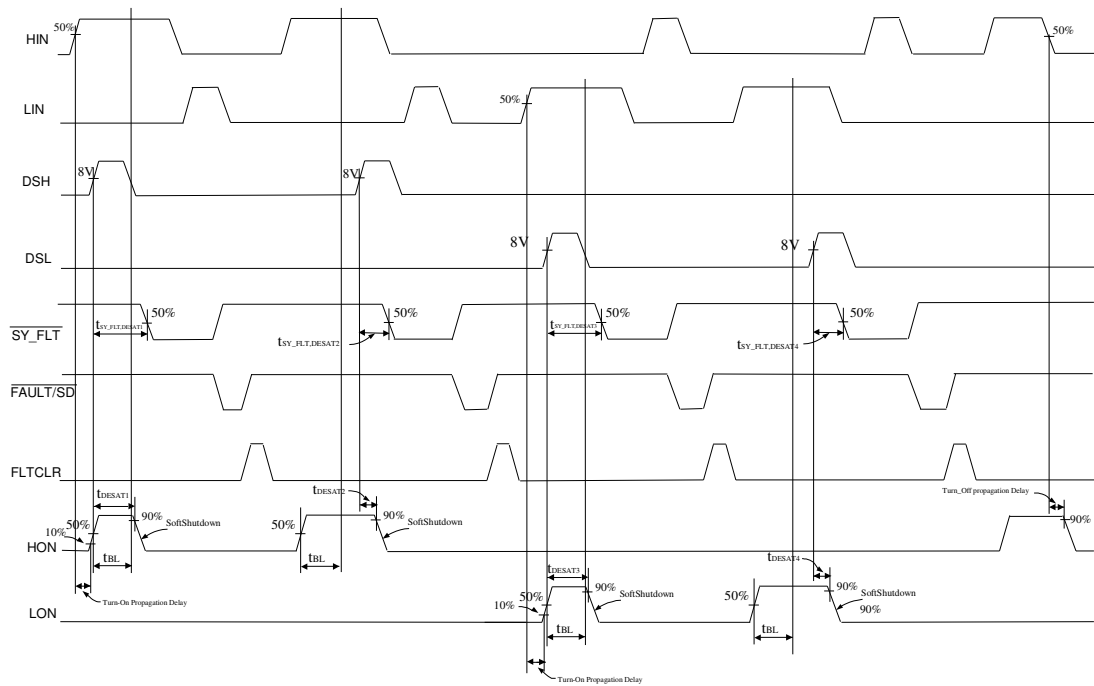 HIN
50%
50%
LIN
50%
DSH
8V
8V
DSL
8V
8V
SY_FLT
50%
50%
50%
50%
tSY_FLT,DESAT1
tSY_FLT,DESAT2
tSY_FLT,DESAT3
tSY_FLT,DESAT4
FAULT/SD
FLTCLR
tDESAT1
tDESAT2
Turn_Off propagation Delay
HON
10%
50%
90%
SoftShutdown
50%
90%
SoftShutdown
90%
tBL
tBL
Turn-On Propagation Delay
tDESAT3
tDESAT4
LON
10%
50%
90%
SoftShutdown
50%
90%
SoftShutdown
90%
tBL
tBL
Turn-On Propagation Delay